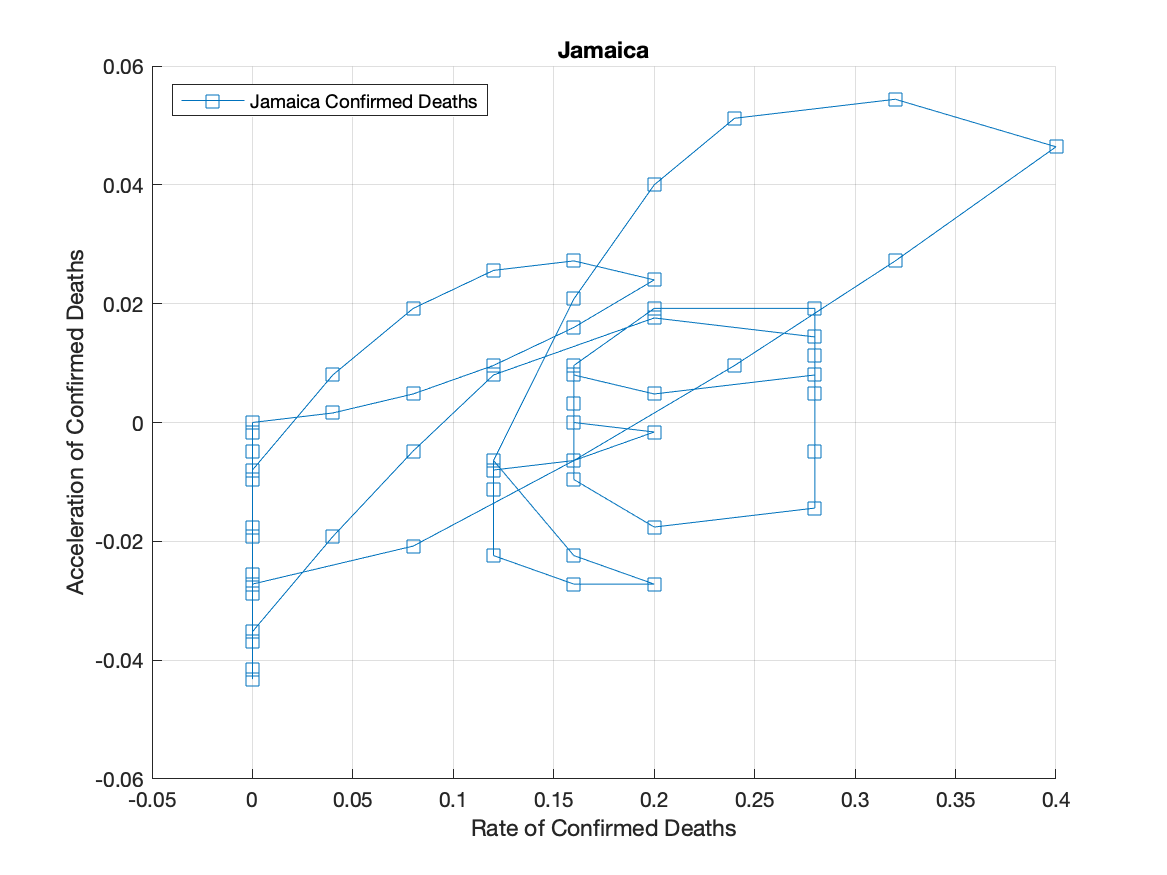 Jamaica
0.06
Jamaica Confirmed Deaths
0.04
0.02
0
-0.02
-0.04
-0.06
Acceleration of Confirmed Deaths
-0.05 0 0.05 0.1 0.15 0.2 0.25 0.3 0.35 0.4
Rate of Confirmed Deaths